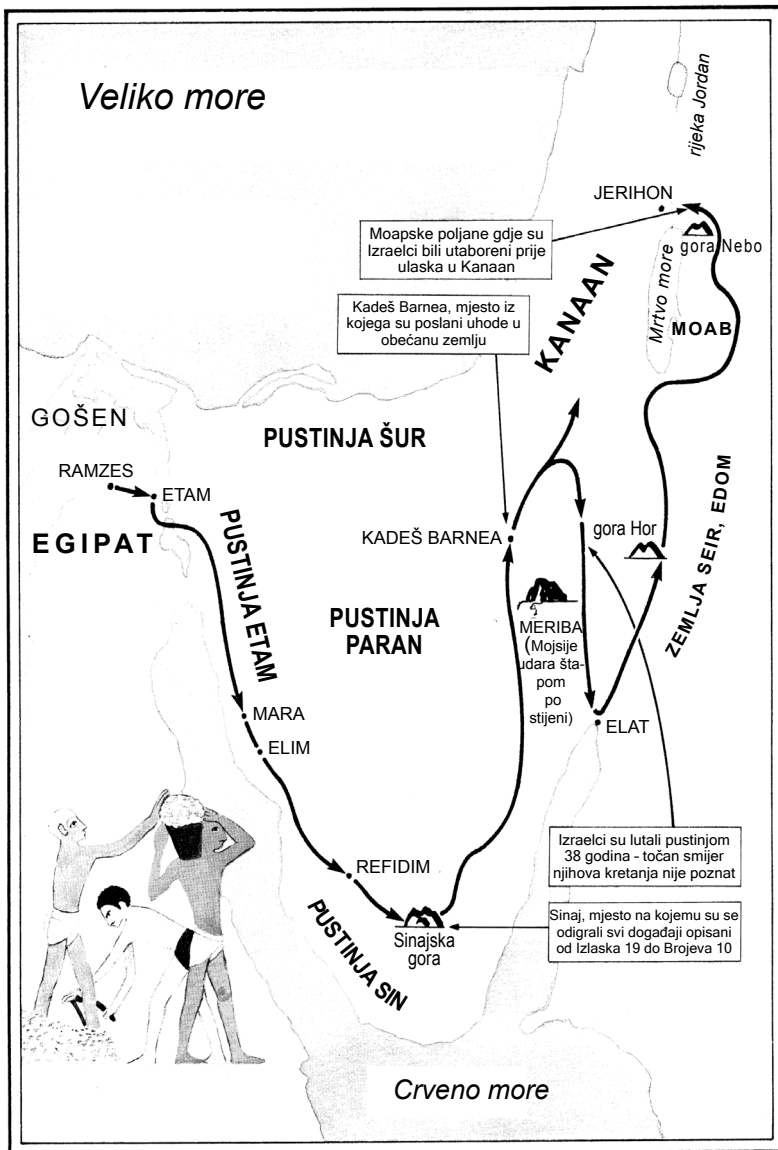 Veliko more
rijeka Jordan
JERIHON
Moapske poljane gdje su
Izraelci bili utaboreni prije
ulaska u Kanaan
gora Nebo
Kadeš Barnea, mjesto iz
kojega su poslani uhode u
obećanu zemlju
KANAAN
Mrtvo more
MOAB
GOŠEN
PUSTINJA ŠUR
RAMZES
ETAM
EGIPAT
PUSTINJA ETAM
KADEŠ BARNEA
gora Hor
ZEMLJA SEIR, EDOM
PUSTINJA
PARAN
MERIBA
(Mojsije
udara šta-
pom
po
stijeni)
MARA
ELAT
ELIM
Izraelci su lutali pustinjom
38 godina - točan smijer
njihova kretanja nije poznat
REFIDIM
Sinaj, mjesto na kojemu su se
odigrali svi događaji opisani
od Izlaska 19 do Brojeva 10
Sinajska
gora
PUSTINJA SIN
Crveno more